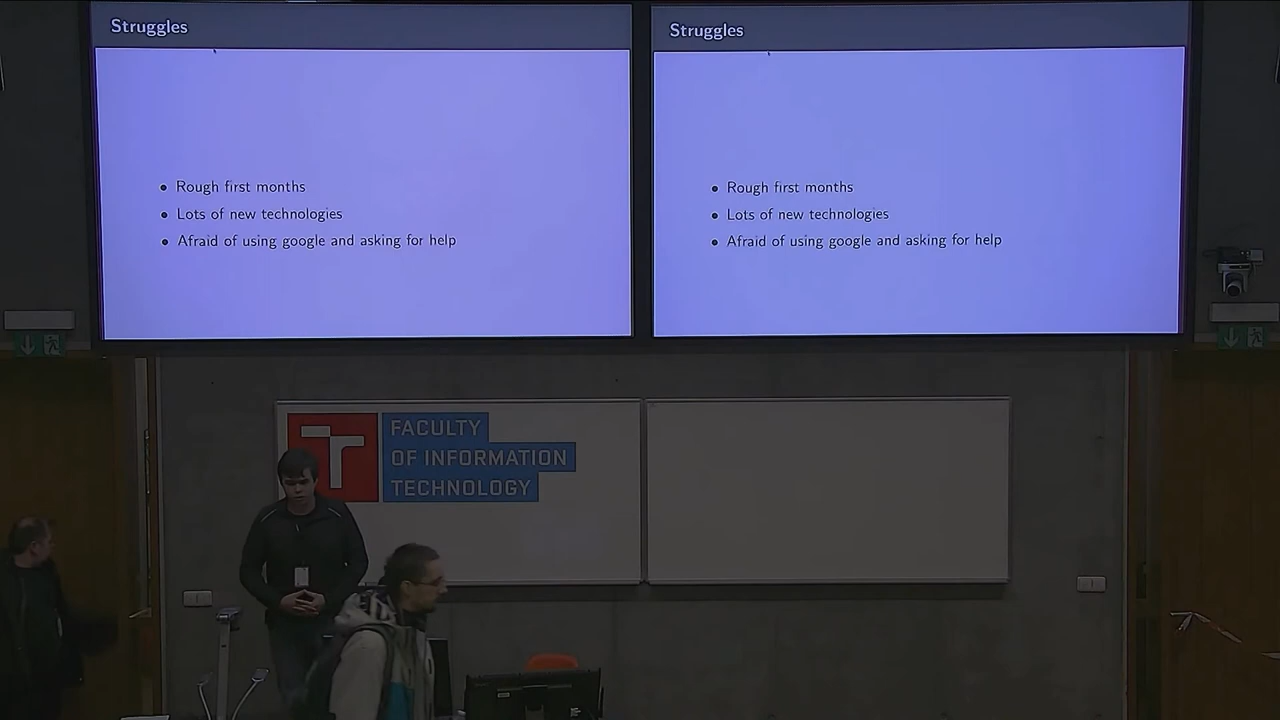 Struggles
• Rough first months
• Lots of new technologies
• Afraid of using google and asking for help
Struggles
• Rough first months
• Lots of new technologies
• Afraid of using google and asking for help
T
FACULTY
OF INFORMATION
TECHNOLOGY